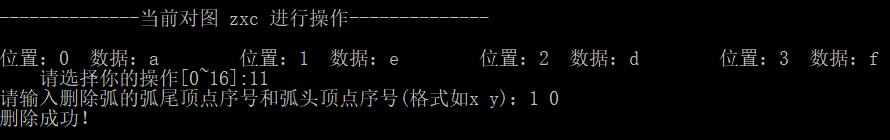 --------------当前对图 zxc 进行操作--------------
位置：0 数据：a 位置：1 数据：e 位置：2 数据：d 位置：3 数据：f
请选择你的操作[0~16]:11
请输入删除弧的弧尾顶点序号和弧头顶点序号(格式如x y)：1 0
删除成功！